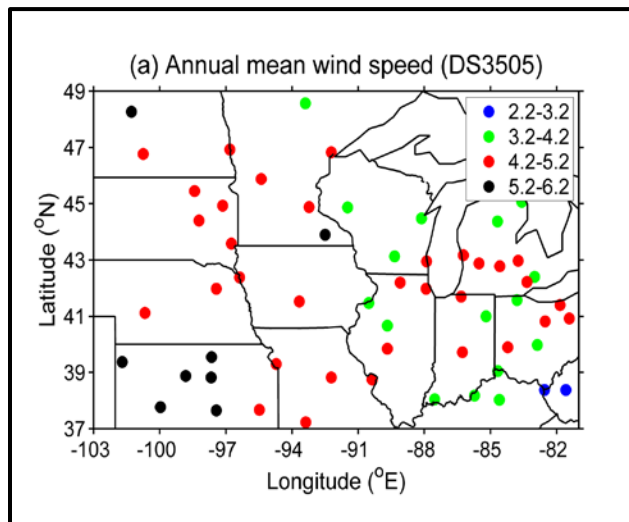 (a) Annual mean wind speed (DS3505)
2.2-3.2
3.2-4.2
4.2-5.2
5.2-6.2
49
47
45
43
41
39
37
Latitude (°N)
-103 -100 -97 -94 -91 -88 -85 -82
Longitude (°E)